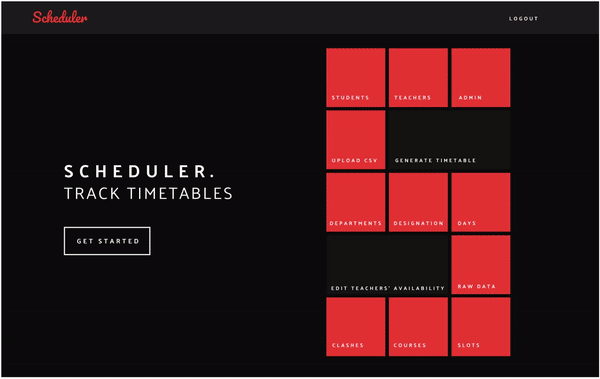 Scheduler
LOGOUT
SCHEDULER.
TRACK TIMETABLES
GET STARTED
STUDENTS
TEACHERS
ADMIN
UPLOAD CSV
GENERATE TIMETABLE
DEPARTMENTS
DESIGNATION
DAYS
EDIT TEACHERS' AVAILABILITY
RAW DATA
CLASHES
COURSES
SLOTS